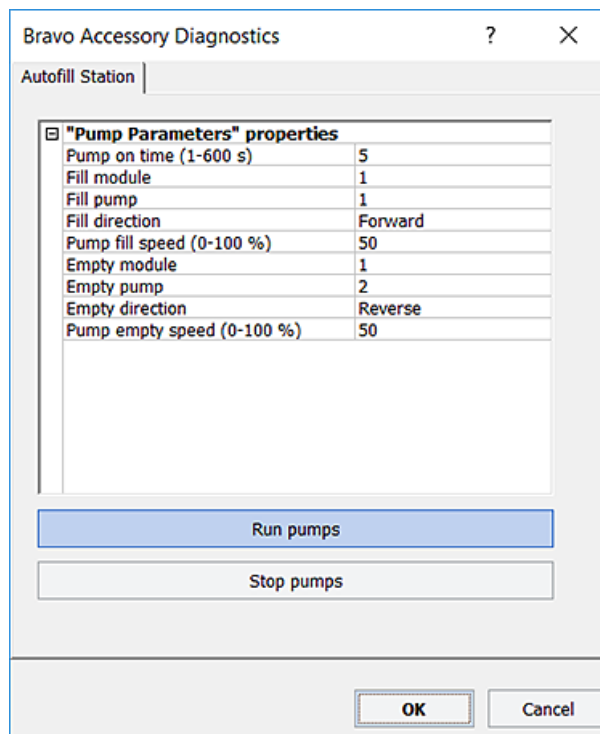 Bravo Accessory Diagnostics ?
Autofill Station
"Pump Parameters" properties
Pump on time (1-600 s) 5
Fill module 1
Fill pump 1
Fill direction Forward
Pump fill speed (0-100 %) 50
Empty module 1
Empty pump 2
Empty direction Reverse
Pump empty speed (0-100 %) 50
Run pumps
Stop pumps
OK Cancel